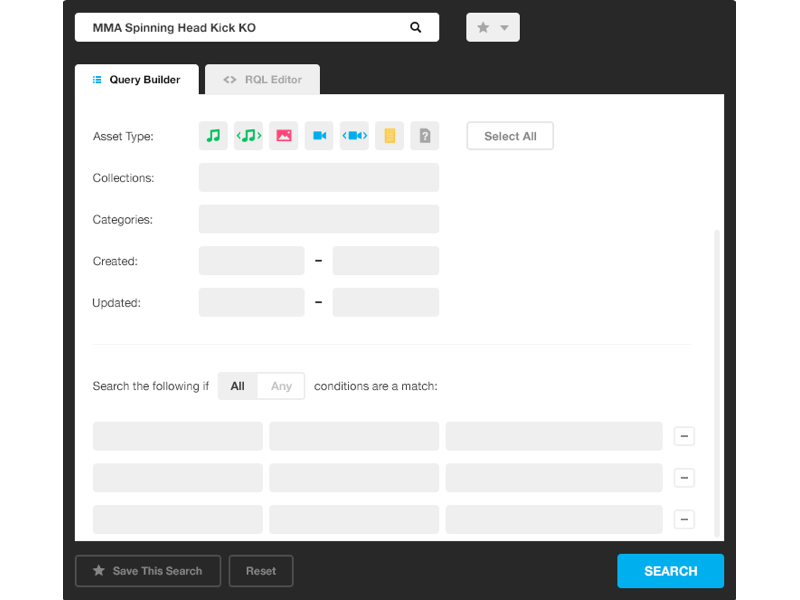 MMA Spinning Head Kick KO
Query Builder
<> RQL Editor
Asset Type:
Select All
Collections:
Categories:
Created: –
Updated: –
Search the following if All Any conditions are a match:
Save This Search
Reset
SEARCH